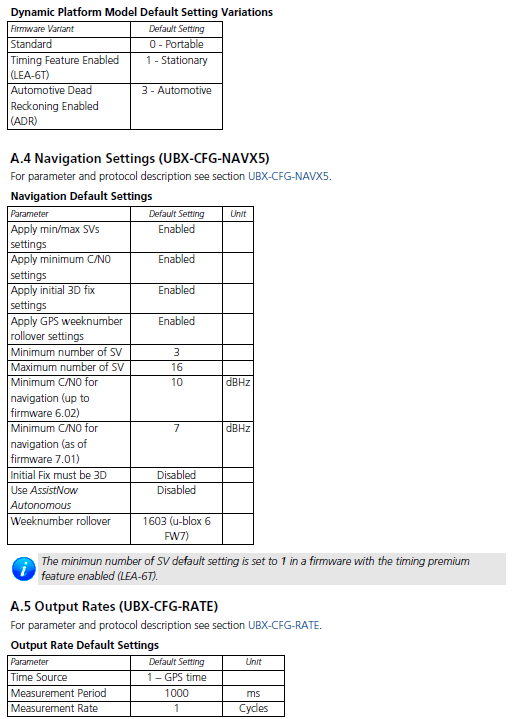 Dynamic Platform Model Default Setting Variations
Firmware Variant Default Setting
Standard 0 - Portable
Timing Feature Enabled 1 - Stationary
(LEA-6T)
Automotive Dead 3 - Automotive
Reckoning Enabled
(ADR)
A.4 Navigation Settings (UBX-CFG-NAVX5)
For parameter and protocol description see section UBX-CFG-NAVX5.
Navigation Default Settings
Parameter Default Setting Unit
Apply min/max SVs Enabled
settings
Apply minimum C/N0 Enabled
settings
Apply initial 3D fix Enabled
settings
Apply GPS weeknumber Enabled
rollover settings
Minimum number of SV 3
Maximum number of SV 16
Minimum C/N0 for 10 dBHz
navigation (up to
firmware 6.02)
Minimum C/N0 for 7 dBHz
navigation (as of
firmware 7.01)
Initial Fix must be 3D Disabled
Use AssistNow Disabled
Autonomous
Weeknumber rollover 1603 (u-blox 6
FW7)
The minimun number of SV default setting is set to 1 in a firmware with the timing premium
feature enabled (LEA-6T).
A.5 Output Rates (UBX-CFG-RATE)
For parameter and protocol description see section UBX-CFG-RATE.
Output Rate Default Settings
Parameter Default Setting Unit
Time Source 1 – GPS time
Measurement Period 1000 ms
Measurement Rate 1 Cycles